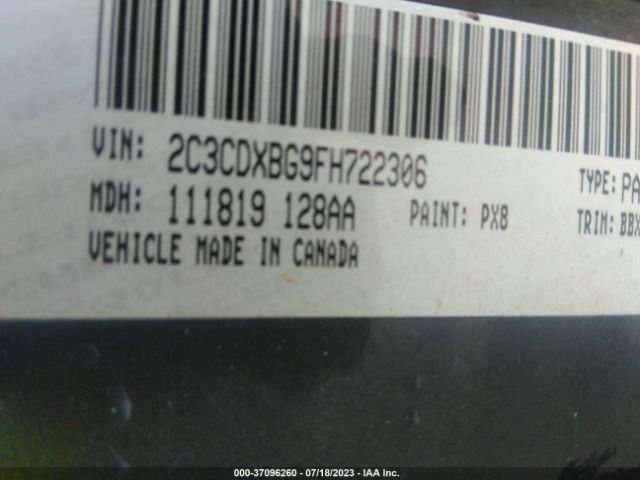 VIN: 2C3CDXBG9FH722306 TYPE: PA
MDH: 111819 128AA PAINT: PX8 TRIM: BBX
VEHICLE MADE IN CANADA
000-37096260 - 07/18/2023 - IAA Inc.